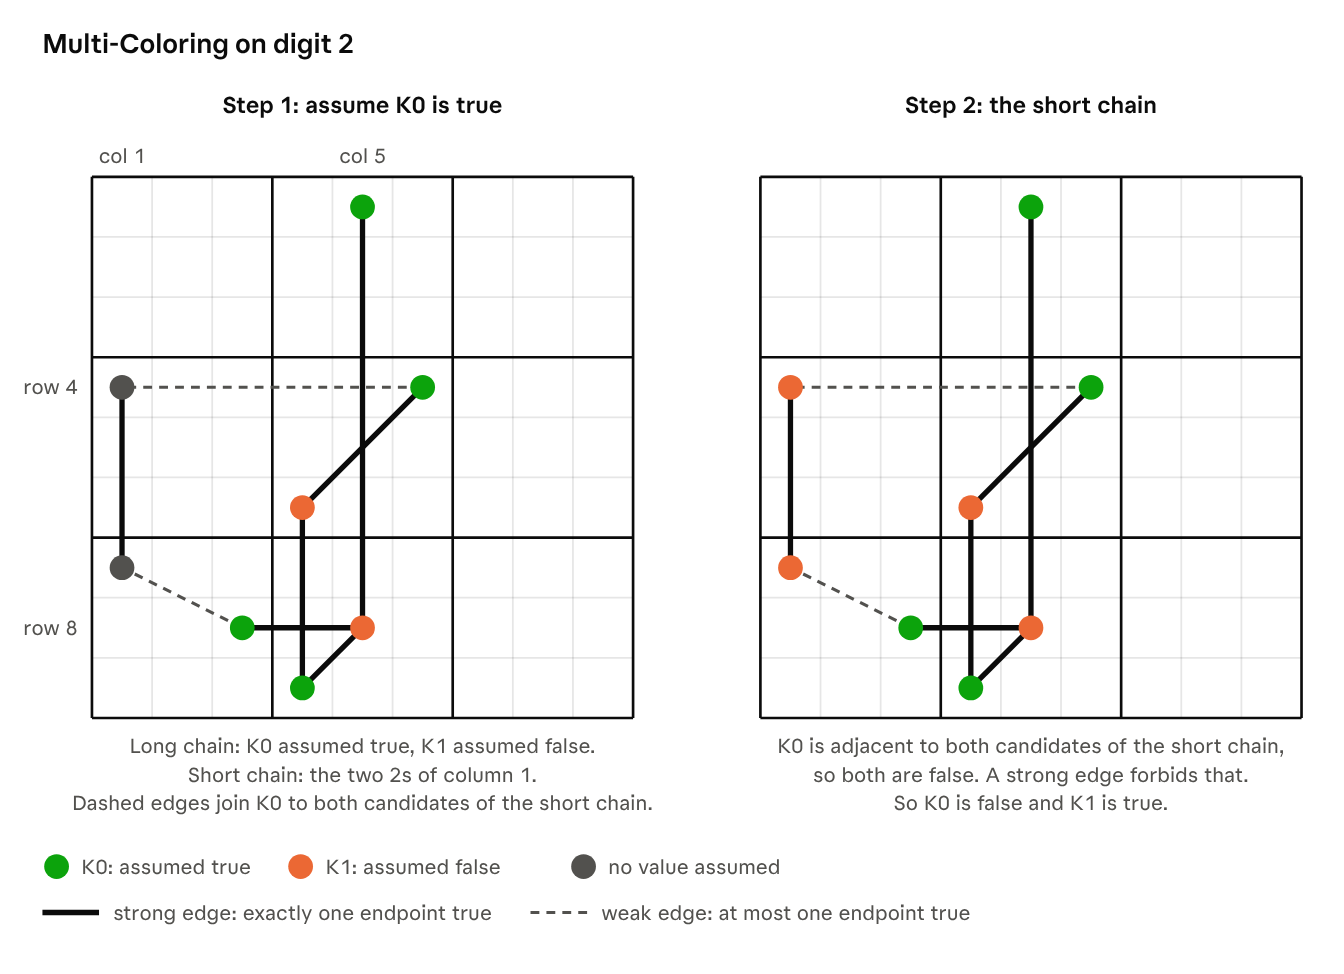 Multi-Coloring on digit 2
Step 1: assume K0 is true
Step 2: the short chain
col 1
col 5
row 4
row 8
Long chain: K0 assumed true, K1 assumed false.
Short chain: the two 2s of column 1.
Dashed edges join K0 to both candidates of the short chain.
K0 is adjacent to both candidates of the short chain,
so both are false. A strong edge forbids that.
So K0 is false and K1 is true.
K0: assumed true
K1: assumed false
no value assumed
strong edge: exactly one endpoint true
weak edge: at most one endpoint true